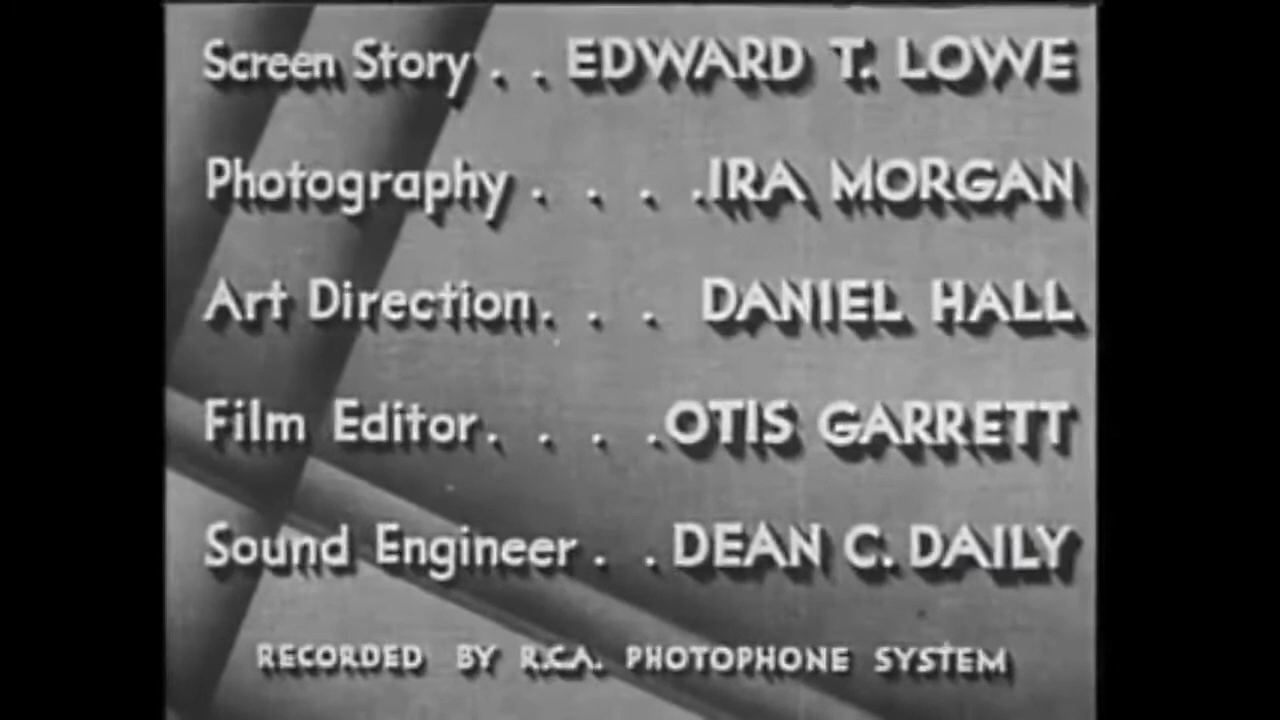 Screen Story . . EDWARD T. LOWE
Photography . . . . IRA MORGAN
Art Direction . . . DANIEL HALL
Film Editor . . . . OTIS GARRETT
Sound Engineer . . DEAN C. DAILY
RECORDED BY R.C.A. PHOTOPHONE SYSTEM